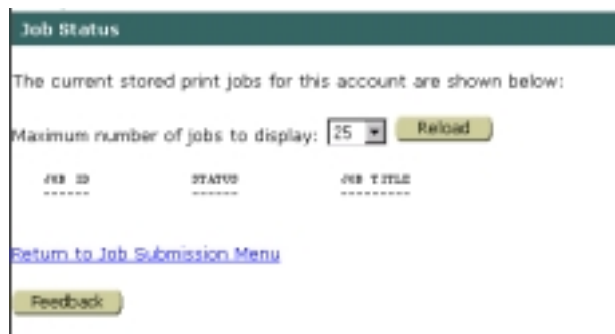 Job Status
The current stored print jobs for this account are shown below:
Maximum number of jobs to display: 25 Reload
JOB ID STATUS JOB TITLE
------ ------ ---------
Return to Job Submission Menu
Feedback